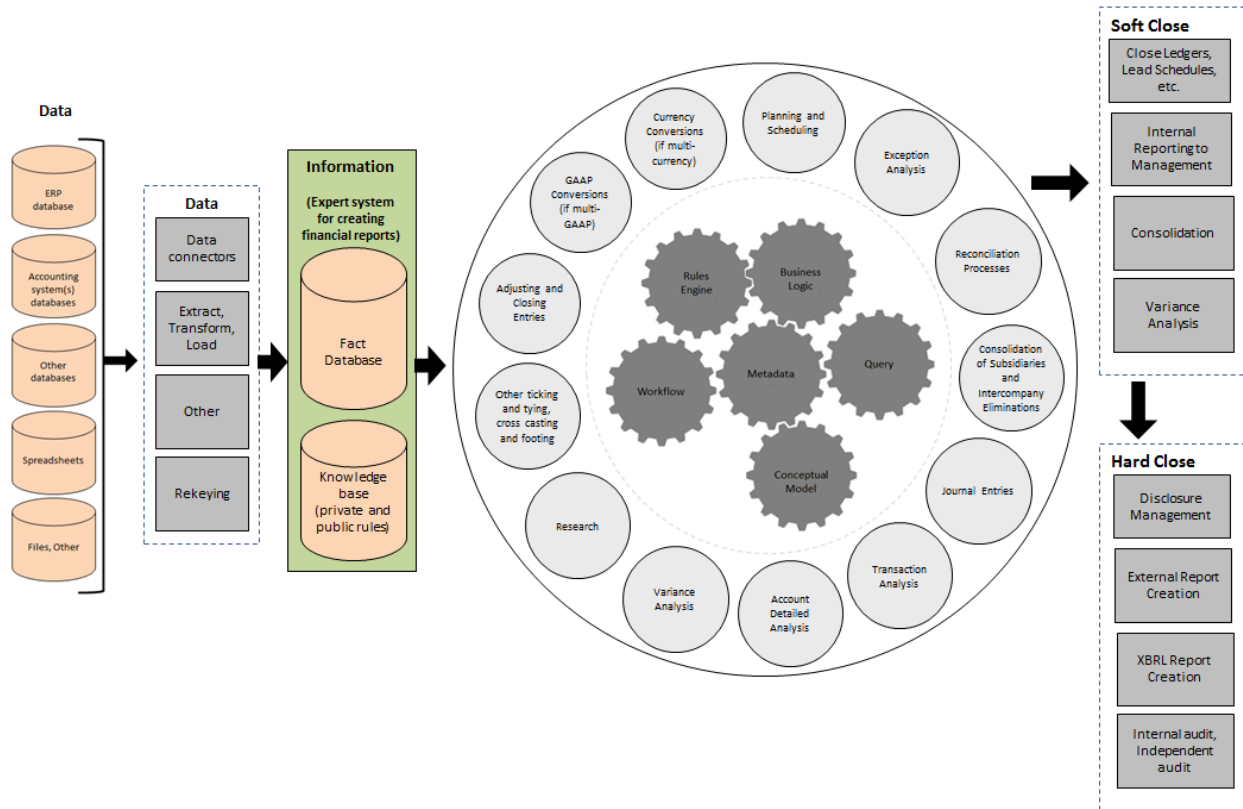 Data
ERP
database
Accounting
system(s)
databases
Other
databases
Spreadsheets
Files, Other
Data
Data
connectors
Extract,
Transform,
Load
Other
Rekeying
Information
(Expert system
for creating
financial reports)
Fact
Database
Knowledge
base
(private and
public rules)
Planning and
Scheduling
Exception
Analysis
Reconciliation
Processes
Consolidation
of Subsidiaries
and
Intercompany
Eliminations
Journal Entries
Transaction
Analysis
Account
Detailed
Analysis
Variance
Analysis
Research
Other ticking
and tying,
cross casting
and footing
Adjusting and
Closing
Entries
GAAP
Conversions
(if multi-
GAAP)
Currency
Conversions
(if multi-
currency)
Rules
Engine
Business
Logic
Workflow
Metadata
Query
Conceptual
Model
Soft Close
Close Ledgers,
Lead Schedules,
etc.
Internal
Reporting to
Management
Consolidation
Variance
Analysis
Hard Close
Disclosure
Management
External Report
Creation
XBRL Report
Creation
Internal audit,
Independent
audit